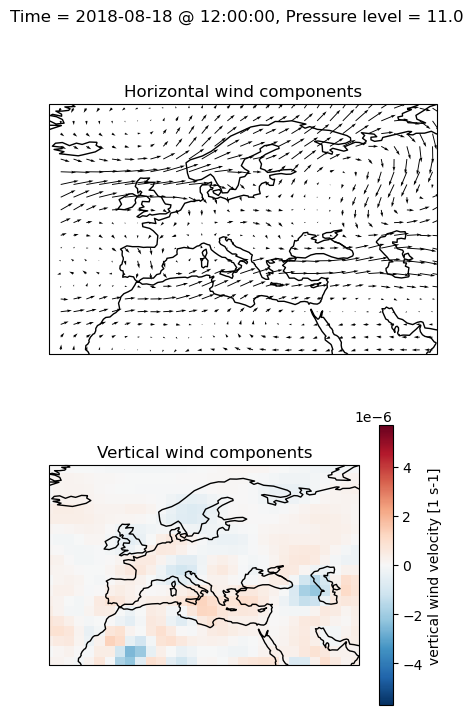 Time = 2018-08-18 @ 12:00:00, Pressure level = 11.0
Horizontal wind components
Vertical wind components
1e−6
4
2
0
−2
−4
vertical wind velocity [1 s-1]